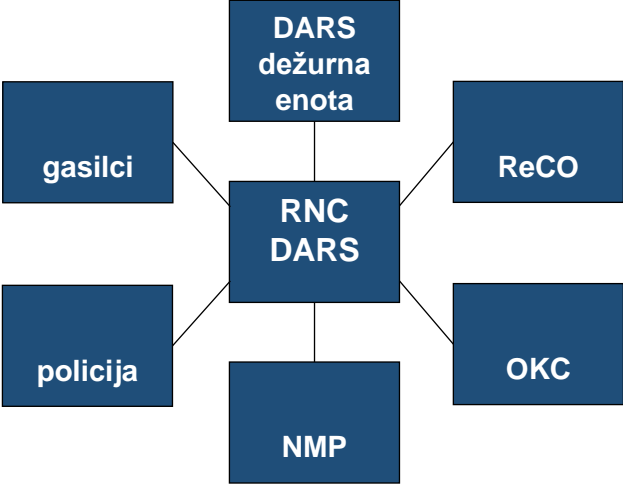 DARS
dežurna
enota
gasilci
ReCO
RNC
DARS
policija
OKC
NMP